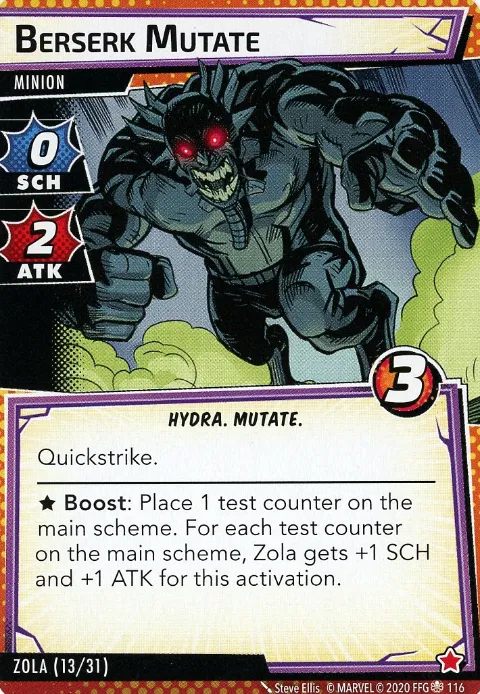 BERSERK MUTATE
MINION
0
SCH
2
ATK
3
HYDRA. MUTATE.
Quickstrike.
★ Boost: Place 1 test counter on the
main scheme. For each test counter
on the main scheme, Zola gets +1 SCH
and +1 ATK for this activation.
ZOLA (13/31)
Steve Ellis © MARVEL © 2020 FFG 116